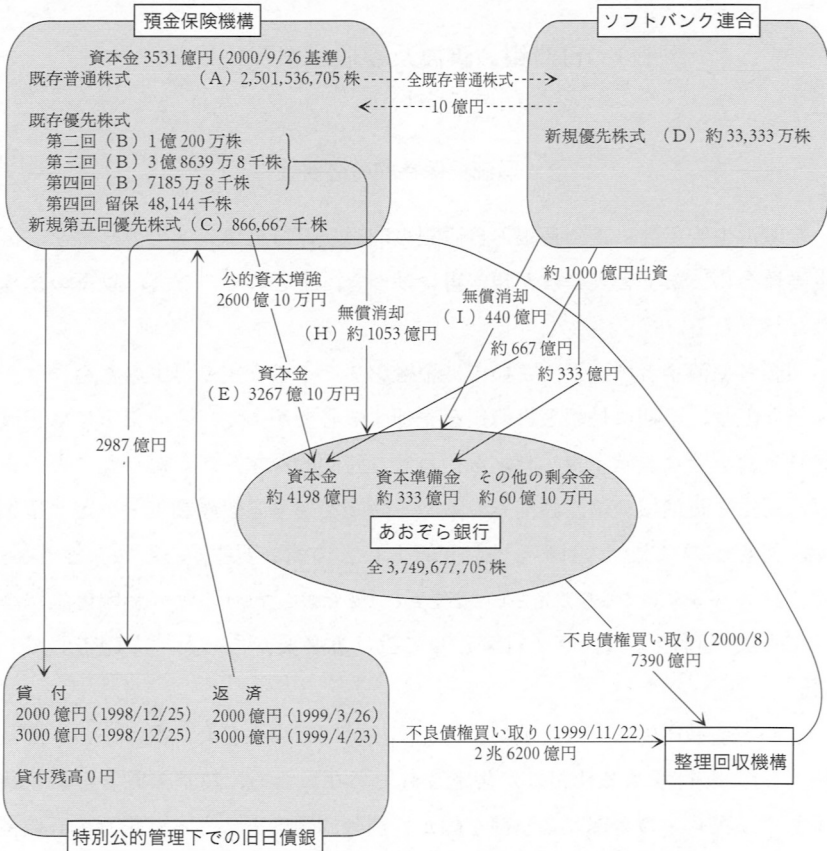 預金保険機構
資本金 3531 億円 (2000/9/26 基準)
既存普通株式 (A) 2,501,536,705 株
既存優先株式
第二回 (B) 1 億 200 万株
第三回 (B) 3 億 8639 万 8 千株
第四回 (B) 7185 万 8 千株
第四回 留保 48,144 千株
新規第五回優先株式 (C) 866,667 千株
全既存普通株式
10 億円
ソフトバンク連合
新規優先株式 (D) 約 33,333 万株
公的資本増強
2600 億 10 万円
資本金
(E) 3267 億 10 万円
無償消却
(H) 約 1053 億円
無償消却
(I) 440 億円
約 1000 億円出資
約 667 億円
約 333 億円
2987 億円
資本金
約 4198 億円
資本準備金
約 333 億円
その他の剰余金
約 60 億 10 万円
あおぞら銀行
全 3,749,677,705 株
不良債権買い取り (2000/8)
7390 億円
貸 付
2000 億円 (1998/12/25)
3000 億円 (1998/12/25)
返 済
2000 億円 (1999/3/26)
3000 億円 (1999/4/23)
貸付残高 0 円
特別公的管理下での旧日債銀
不良債権買い取り (1999/11/22)
2 兆 6200 億円
整理回収機構